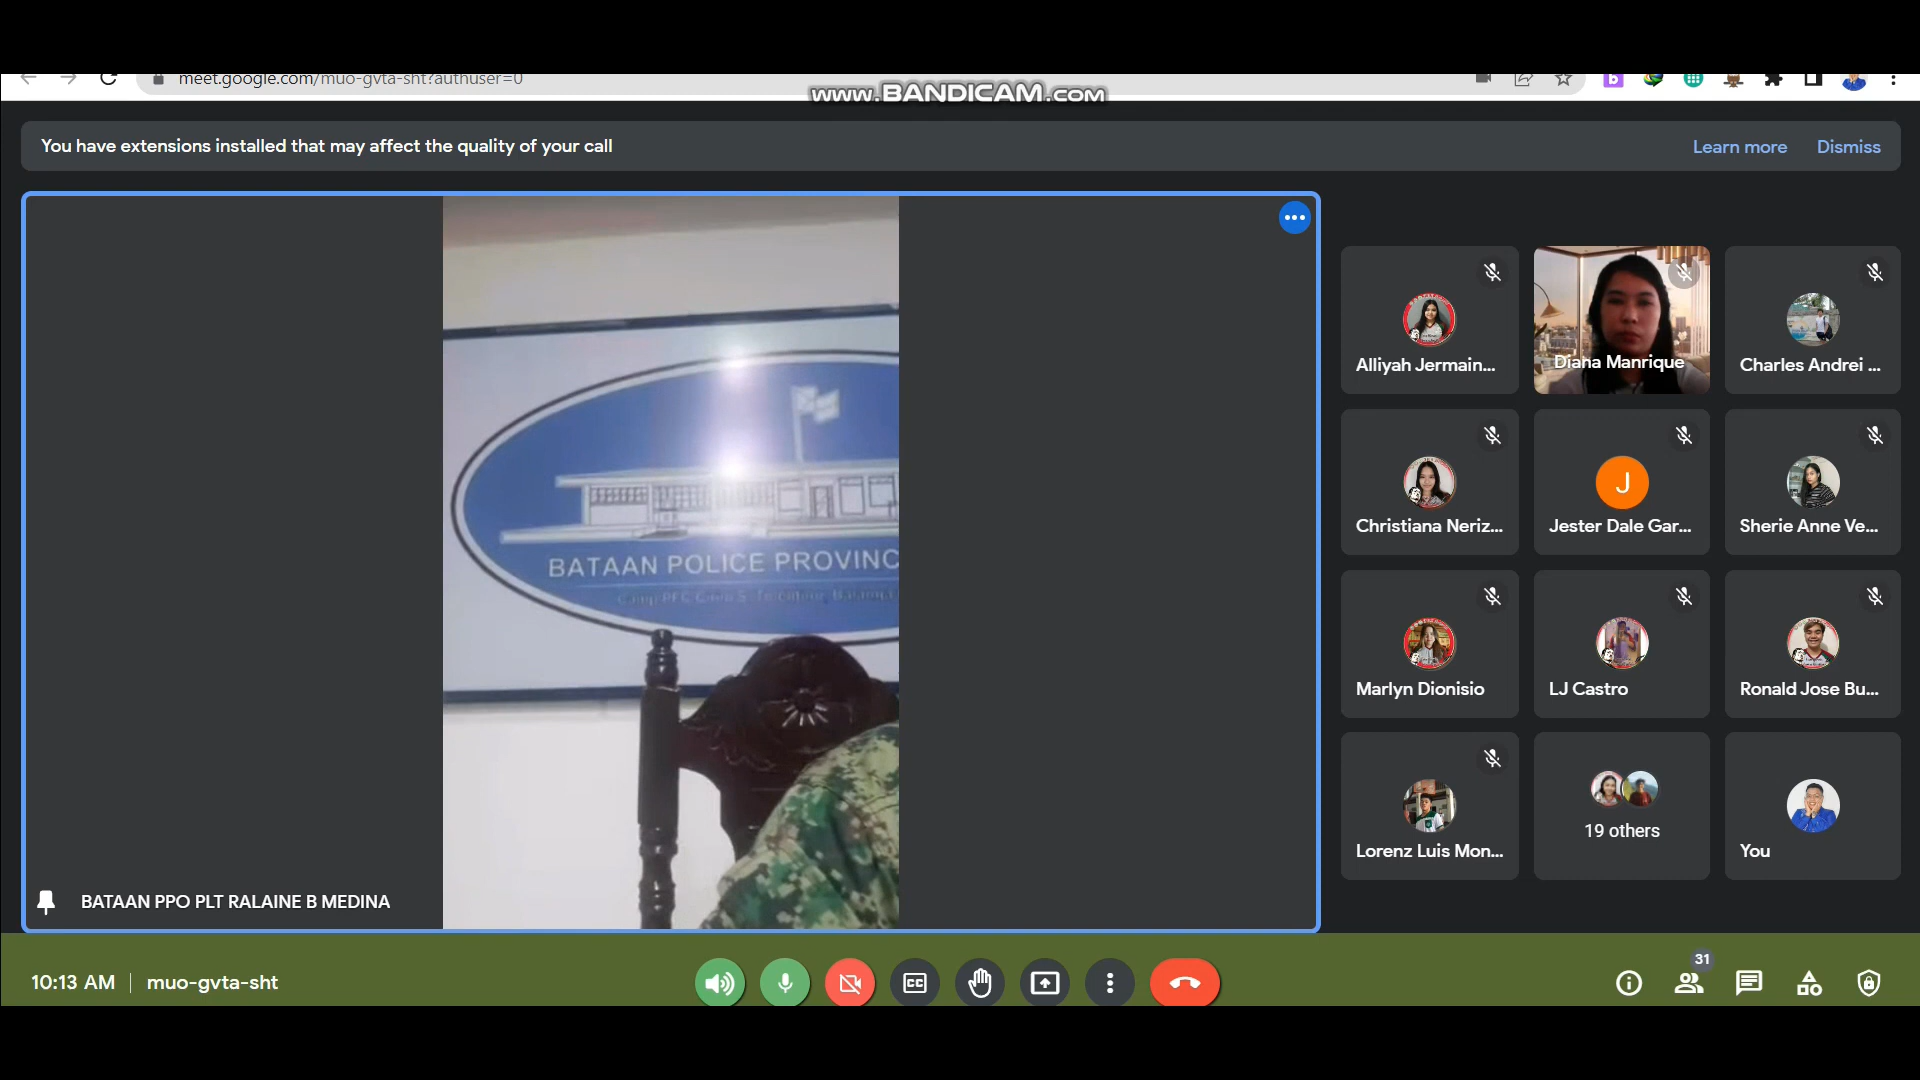 meet.google.com/muo-gvta-sht?authuser=0
www.BANDICAM.com
You have extensions installed that may affect the quality of your call
Learn more
Dismiss
BATAAN POLICE PROVINC
BATAAN PPO PLT RALAINE B MEDINA
Alliyah Jermain...
Diana Manrique
Charles Andrei ...
Christiana Neriz...
J
Jester Dale Gar...
Sherie Anne Ve...
Marlyn Dionisio
LJ Castro
Ronald Jose Bu...
Lorenz Luis Mon...
19 others
You
10:13 AM
muo-gvta-sht
CC
31